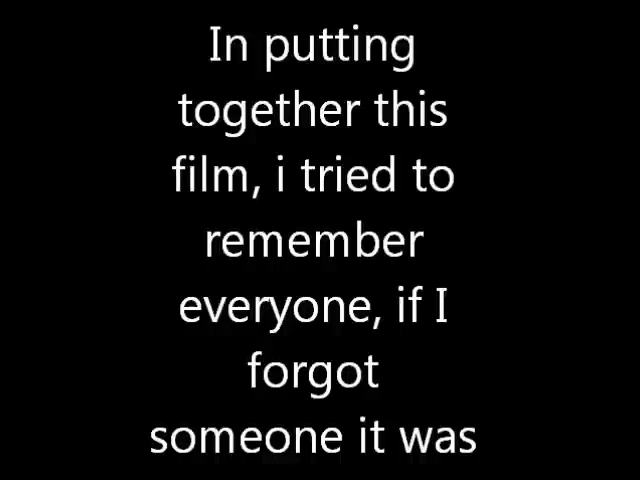 In putting
together this
film, i tried to
remember
everyone, if I
forgot
someone it was